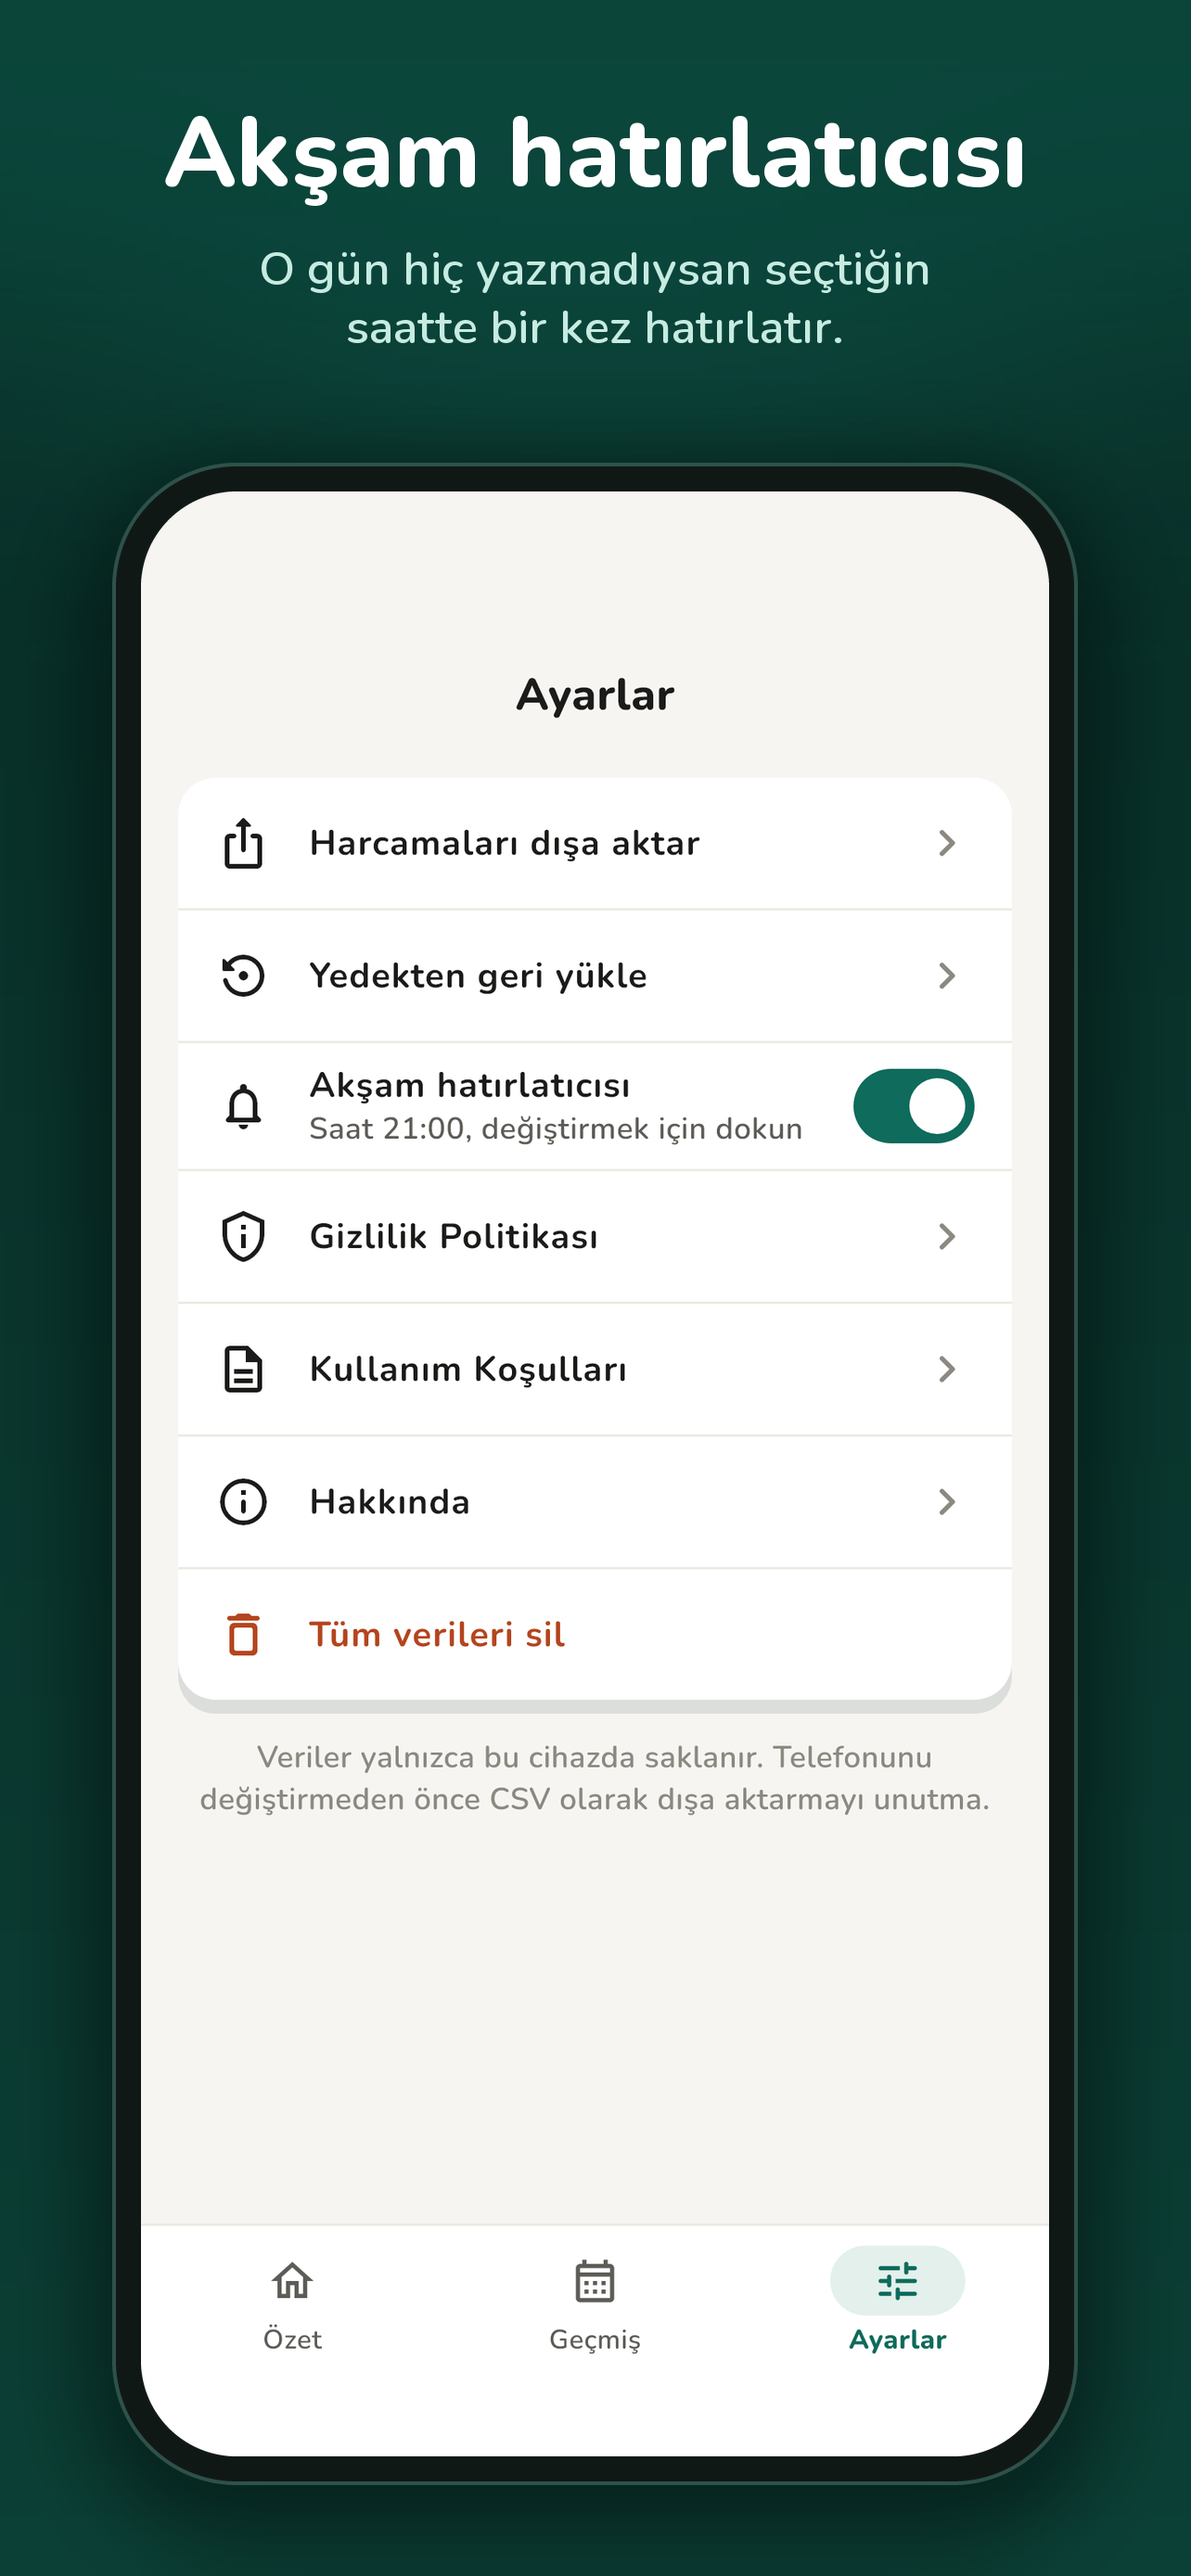 Akşam hatırlatıcısı
O gün hiç yazmadıysan seçtiğin
saatte bir kez hatırlatır.
Ayarlar
Harcamaları dışa aktar
Yedekten geri yükle
Akşam hatırlatıcısı
Saat 21:00, değiştirmek için dokun
Gizlilik Politikası
Kullanım Koşulları
Hakkında
Tüm verileri sil
Veriler yalnızca bu cihazda saklanır. Telefonunu
değiştirmeden önce CSV olarak dışa aktarmayı unutma.
Özet
Geçmiş
Ayarlar